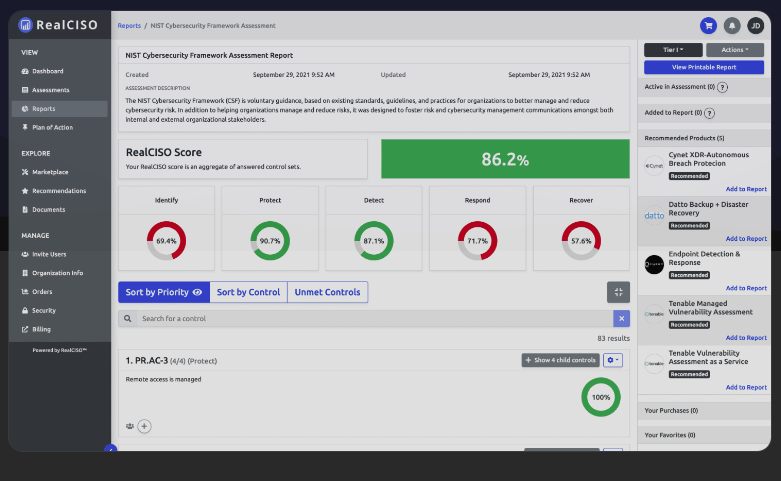 RealCISO
Reports / NIST Cybersecurity Framework Assessment
JD
VIEW
Dashboard
Assessments
Reports
Plan of Action
EXPLORE
Marketplace
Recommendations
Documents
MANAGE
Invite Users
Organization Info
Orders
Security
Billing
Powered by RealCISO™
NIST Cybersecurity Framework Assessment Report
Created September 29, 2021 9:52 AM Updated September 29, 2021 9:52 AM
ASSESSMENT DESCRIPTION
The NIST Cybersecurity Framework (CSF) is voluntary guidance, based on existing standards, guidelines, and practices for organizations to better manage and reduce
cybersecurity risk. In addition to helping organizations manage and reduce risks, it was designed to foster risk and cybersecurity management communications amongst both
internal and external organizational stakeholders.
RealCISO Score
Your RealCISO score is an aggregate of answered control sets.
86.2%
Identify Protect Detect Respond Recover
69.4% 90.7% 87.1% 71.7% 57.6%
Sort by Priority Sort by Control Unmet Controls
Search for a control
83 results
1. PR.AC-3 (4/4) (Protect)
+ Show 4 child controls
Remote access is managed
100%
Tier I
Actions
View Printable Report
Active in Assessment (0) ?
Added to Report (0) ?
Recommended Products (5)
Cynet
Cynet XDR-Autonomous
Breach Protecion
Recommended
Add to Report
datto
Datto Backup + Disaster
Recovery
Recommended
Add to Report
Endpoint Detection &
Response
Recommended
Add to Report
tenable
Tenable Managed
Vulnerability Assessment
Recommended
Add to Report
tenable
Tenable Vulnerability
Assessment as a Service
Recommended
Add to Report
Your Purchases (0)
Your Favorites (0)